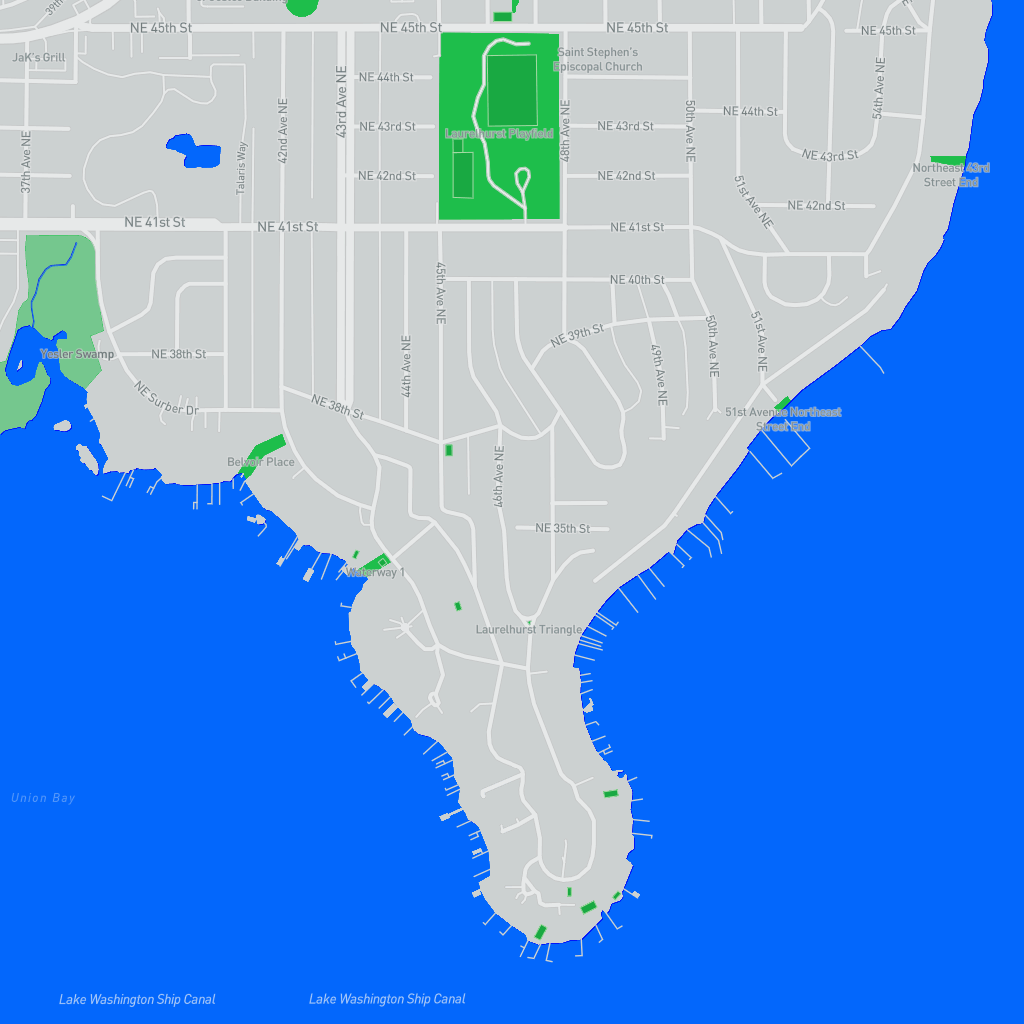 39th
NE 45th St
NE 45th St
NE 45th St
NE 45th St
JaK's Grill
Saint Stephen's
Episcopal Church
NE 44th St
NE 44th St
43rd Ave NE
42nd Ave NE
48th Ave NE
50th Ave NE
54th Ave NE
37th Ave NE
Talaris Way
NE 44th St
NE 43rd St
Laurelhurst Playfield
NE 43rd St
NE 43rd St
NE 42nd St
NE 42nd St
Northeast 43rd
Street End
51st Ave NE
NE 42nd St
NE 41st St
NE 41st St
NE 41st St
45th Ave NE
NE 40th St
NE 39th St
50th Ave NE
51st Ave NE
49th Ave NE
44th Ave NE
Yesler Swamp
NE 38th St
NE Surber Dr
NE 38th St
51st Avenue Northeast
Street End
Belvoir Place
46th Ave NE
NE 35th St
Waterway 1
Laurelhurst Triangle
Union Bay
Lake Washington Ship Canal
Lake Washington Ship Canal